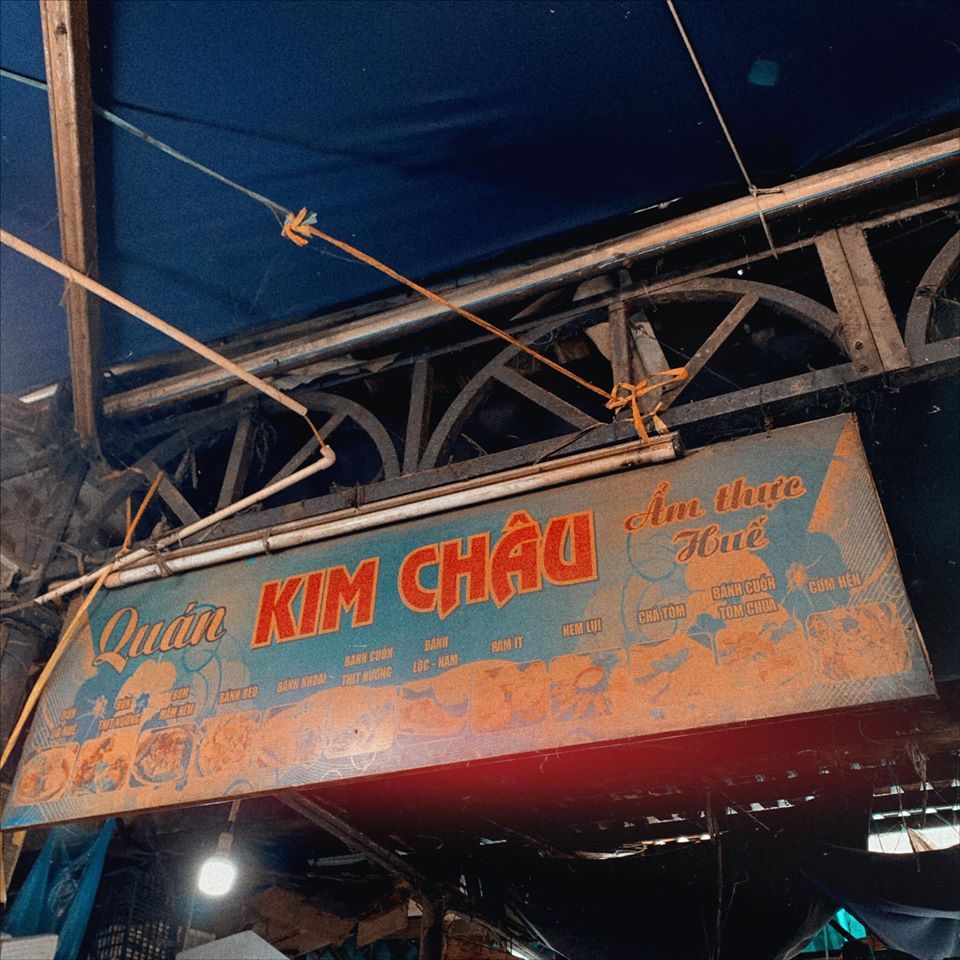 Quán KIM CHÂU Ẩm thực Huế
BÚN THỊT NƯỚNG
BÚN MẮM NÊM
BÁNH BÈO
BÁNH KHOÁI
BÁNH CUỐN THỊT NƯỚNG
BÁNH LỌC - NẬM
RAM ÍT
NEM LỤI
CHẢ TÔM
BÁNH CUỐN TÔM CHUA
CƠM HẾN